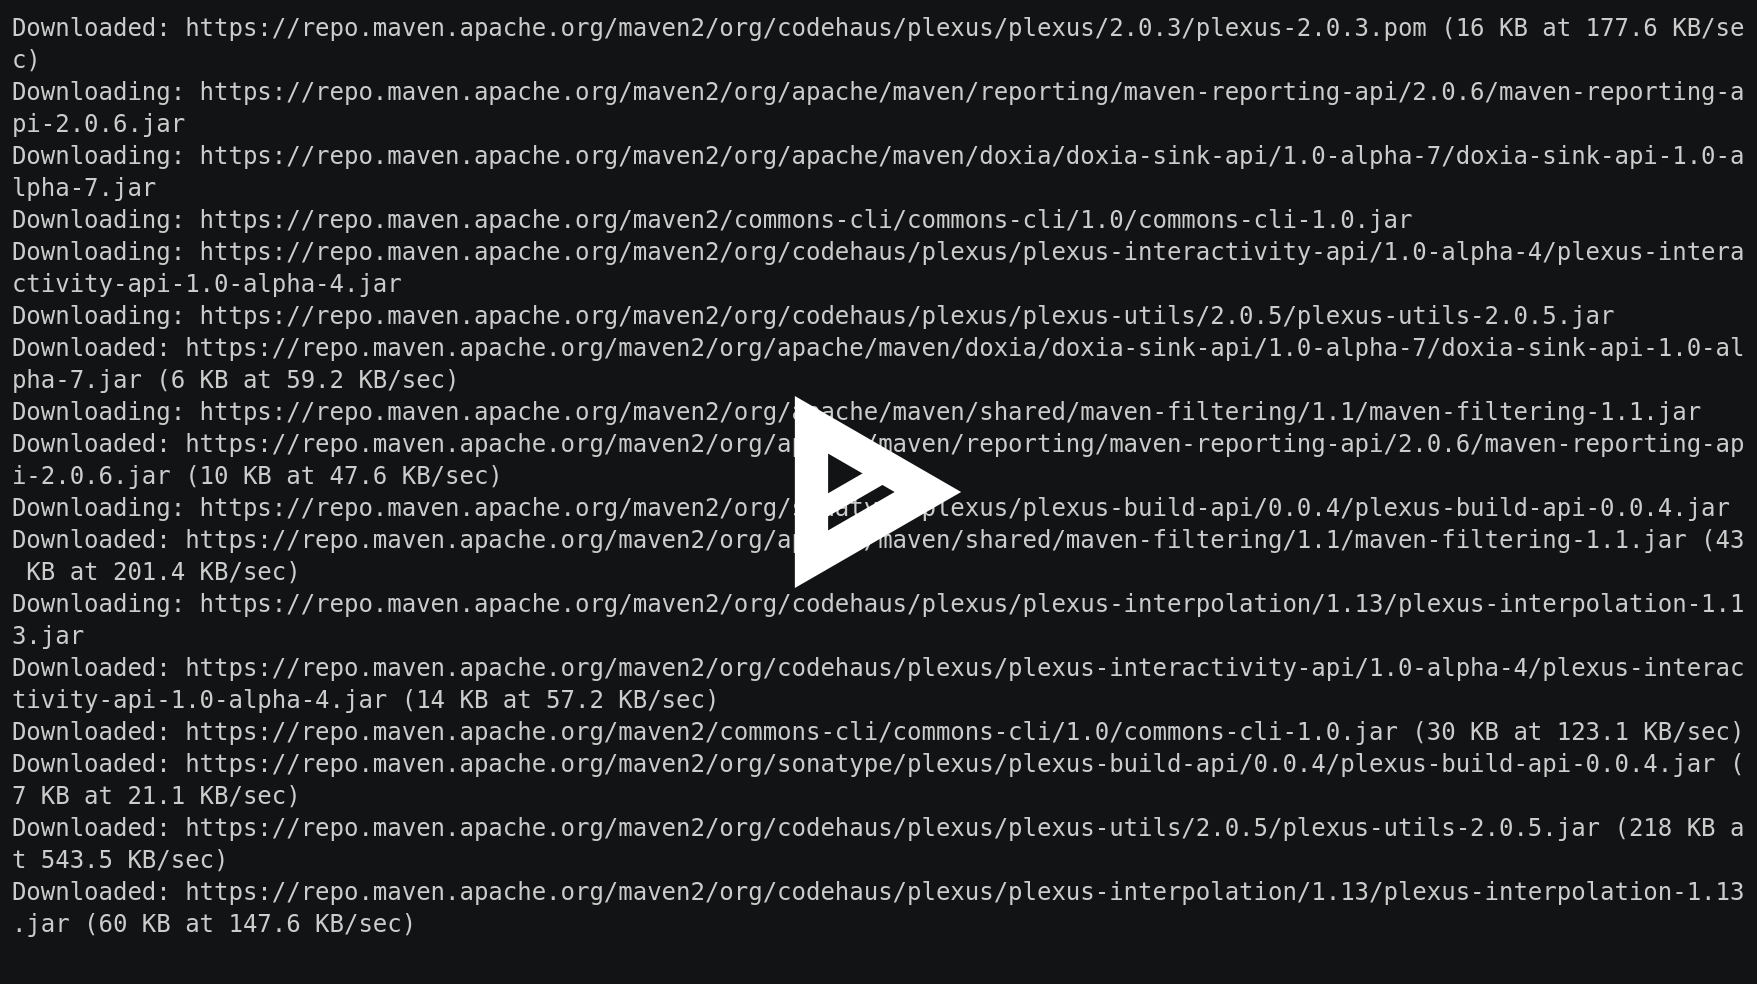 Downloaded: https://repo.maven.apache.org/maven2/org/codehaus/plexus/plexus/2.0.3/plexus-2.0.3.pom (16 KB at 177.6 KB/se
c)
Downloading: https://repo.maven.apache.org/maven2/org/apache/maven/reporting/maven-reporting-api/2.0.6/maven-reporting-a
pi-2.0.6.jar
Downloading: https://repo.maven.apache.org/maven2/org/apache/maven/doxia/doxia-sink-api/1.0-alpha-7/doxia-sink-api-1.0-a
lpha-7.jar
Downloading: https://repo.maven.apache.org/maven2/commons-cli/commons-cli/1.0/commons-cli-1.0.jar
Downloading: https://repo.maven.apache.org/maven2/org/codehaus/plexus/plexus-interactivity-api/1.0-alpha-4/plexus-intera
ctivity-api-1.0-alpha-4.jar
Downloading: https://repo.maven.apache.org/maven2/org/codehaus/plexus/plexus-utils/2.0.5/plexus-utils-2.0.5.jar
Downloaded: https://repo.maven.apache.org/maven2/org/apache/maven/doxia/doxia-sink-api/1.0-alpha-7/doxia-sink-api-1.0-al
pha-7.jar (6 KB at 59.2 KB/sec)
Downloading: https://repo.maven.apache.org/maven2/org/apache/maven/shared/maven-filtering/1.1/maven-filtering-1.1.jar
Downloaded: https://repo.maven.apache.org/maven2/org/apache/maven/reporting/maven-reporting-api/2.0.6/maven-reporting-ap
i-2.0.6.jar (10 KB at 47.6 KB/sec)
Downloading: https://repo.maven.apache.org/maven2/org/sonatype/plexus/plexus-build-api/0.0.4/plexus-build-api-0.0.4.jar
Downloaded: https://repo.maven.apache.org/maven2/org/apache/maven/shared/maven-filtering/1.1/maven-filtering-1.1.jar (43
 KB at 201.4 KB/sec)
Downloading: https://repo.maven.apache.org/maven2/org/codehaus/plexus/plexus-interpolation/1.13/plexus-interpolation-1.1
3.jar
Downloaded: https://repo.maven.apache.org/maven2/org/codehaus/plexus/plexus-interactivity-api/1.0-alpha-4/plexus-interac
tivity-api-1.0-alpha-4.jar (14 KB at 57.2 KB/sec)
Downloaded: https://repo.maven.apache.org/maven2/commons-cli/commons-cli/1.0/commons-cli-1.0.jar (30 KB at 123.1 KB/sec)
Downloaded: https://repo.maven.apache.org/maven2/org/sonatype/plexus/plexus-build-api/0.0.4/plexus-build-api-0.0.4.jar (
7 KB at 21.1 KB/sec)
Downloaded: https://repo.maven.apache.org/maven2/org/codehaus/plexus/plexus-utils/2.0.5/plexus-utils-2.0.5.jar (218 KB a
t 543.5 KB/sec)
Downloaded: https://repo.maven.apache.org/maven2/org/codehaus/plexus/plexus-interpolation/1.13/plexus-interpolation-1.13
.jar (60 KB at 147.6 KB/sec)